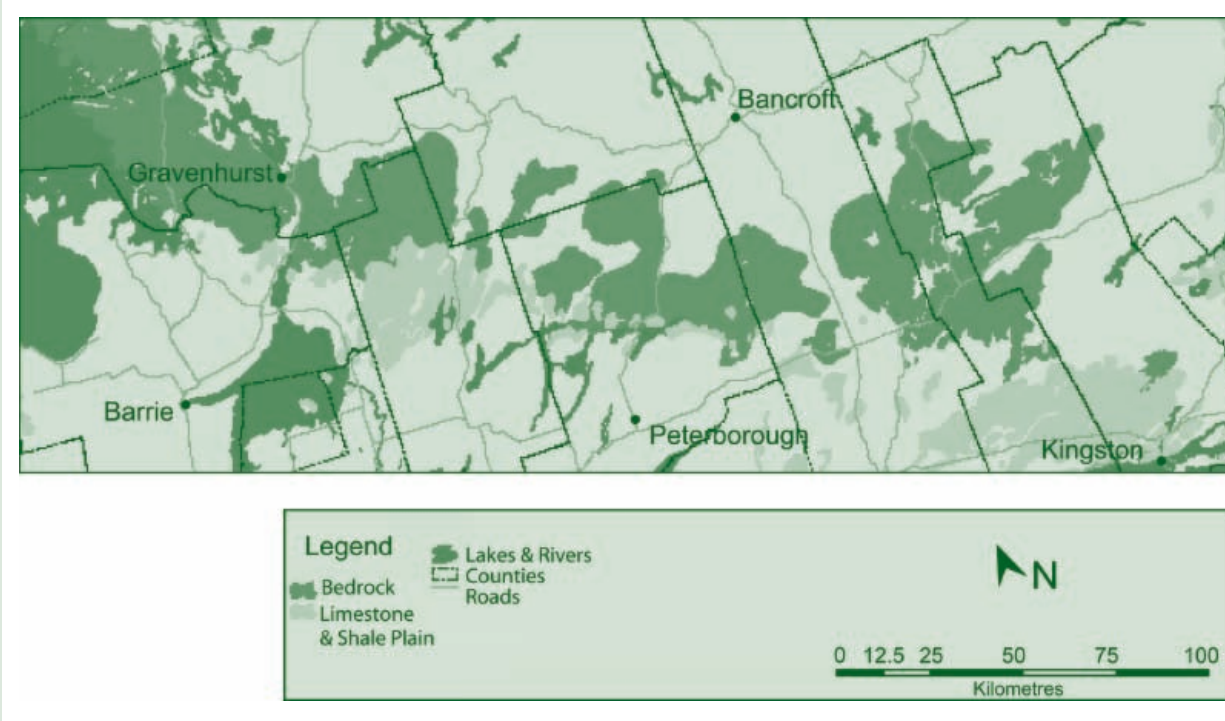 Bancroft
Gravenhurst
Barrie
Peterborough
Kingston
Legend
Bedrock
Limestone
& Shale Plain
Lakes & Rivers
Counties
Roads
N
0 12.5 25 50 75 100
Kilometres